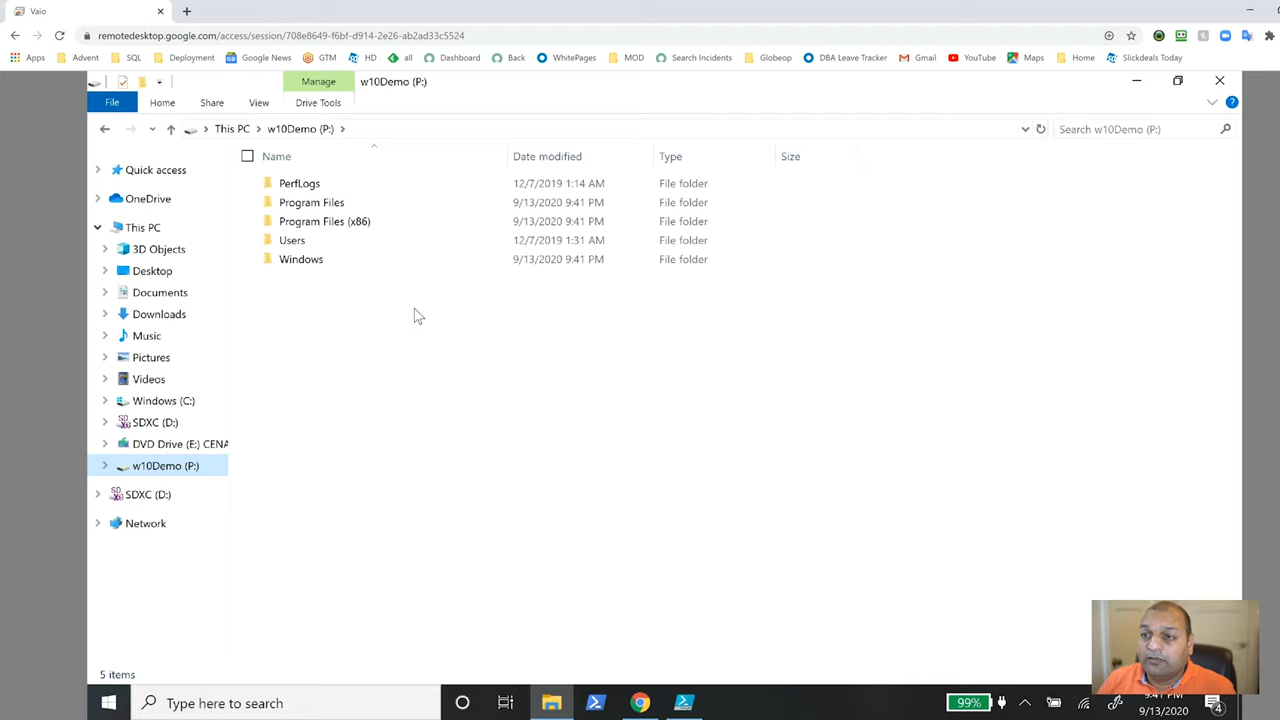 Vaio
remotedesktop.google.com/access/session/708e8649-f6bf-d914-2e26-ab2ad33c5524
Apps Advent SQL Deployment Google News GTM HD all Dashboard Back WhitePages MOD Search Incidents Globeop DBA Leave Tracker Gmail YouTube Maps Home Slickdeals Today
Manage w10Demo (P:)
File Home Share View Drive Tools
This PC w10Demo (P:) Search w10Demo (P:)
Name Date modified Type Size
Quick access
OneDrive
This PC
3D Objects
Desktop
Documents
Downloads
Music
Pictures
Videos
Windows (C:)
SDXC (D:)
DVD Drive (E:) CENA
w10Demo (P:)
SDXC (D:)
Network
PerfLogs 12/7/2019 1:14 AM File folder
Program Files 9/13/2020 9:41 PM File folder
Program Files (x86) 9/13/2020 9:41 PM File folder
Users 12/7/2019 1:31 AM File folder
Windows 9/13/2020 9:41 PM File folder
5 items
Type here to search
99%
9:41 PM
9/13/2020
4